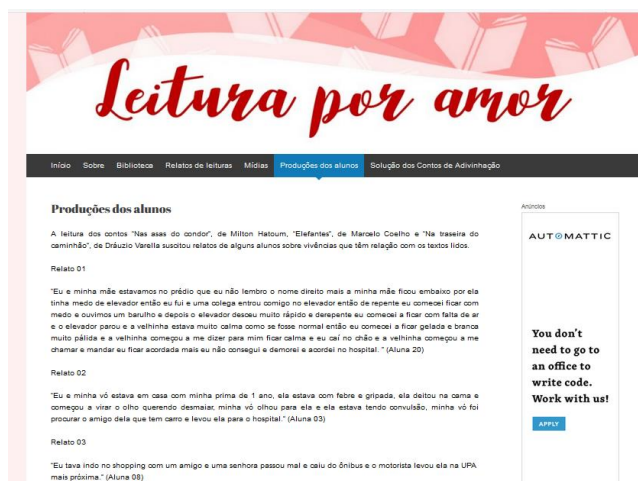 Leitura por amor
Início Sobre Biblioteca Relatos de leituras Mídias Produções dos alunos Solução dos Contos de Adivinhação
Produções dos alunos
A leitura dos contos "Nas asas do condor", de Milton Hatoum, "Elefantes", de Marcelo Coelho e "Na traseira do
caminhão", de Dráuzio Varella suscitou relatos de alguns alunos sobre vivências que têm relação com os textos lidos.
Relato 01
"Eu e minha mãe estavamos no prédio que eu não lembro o nome direito mais a minha mãe ficou embaixo por ela
tinha medo de elevador então eu fui e uma colega entrou comigo no elevador então de repente eu comecei ficar com
medo e ouvimos um barulho e depois o elevador desceu muito rápido e derepente eu comecei a ficar com falta de ar
e o elevador parou e a velhinha estava muito calma como se fosse normal então eu comecei a ficar gelada e branca
muito pálida e a velhinha começou a me dizer para mim ficar calma e eu caí no chão e a velhinha começou a me
chamar e mandar eu ficar acordada mais eu não consegui e demorei e acordei no hospital. " (Aluna 20)
Relato 02
"Eu e minha vó estava em casa com minha prima de 1 ano, ela estava com febre e gripada, ela deitou na cama e
começou a virar o olho querendo desmaiar, minha vó olhou para ela e ela estava tendo convulsão, minha vó foi
procurar o amigo dela que tem carro e levou ela para o hospital." (Aluna 03)
Relato 03
"Eu tava indo no shopping com um amigo e uma senhora passou mal e caiu do ônibus e o motorista levou ela na UPA
mais próxima." (Aluna 08)
Anúncios
AUTOMATTIC
You don't
need to go to
an office to
write code.
Work with us!
APPLY